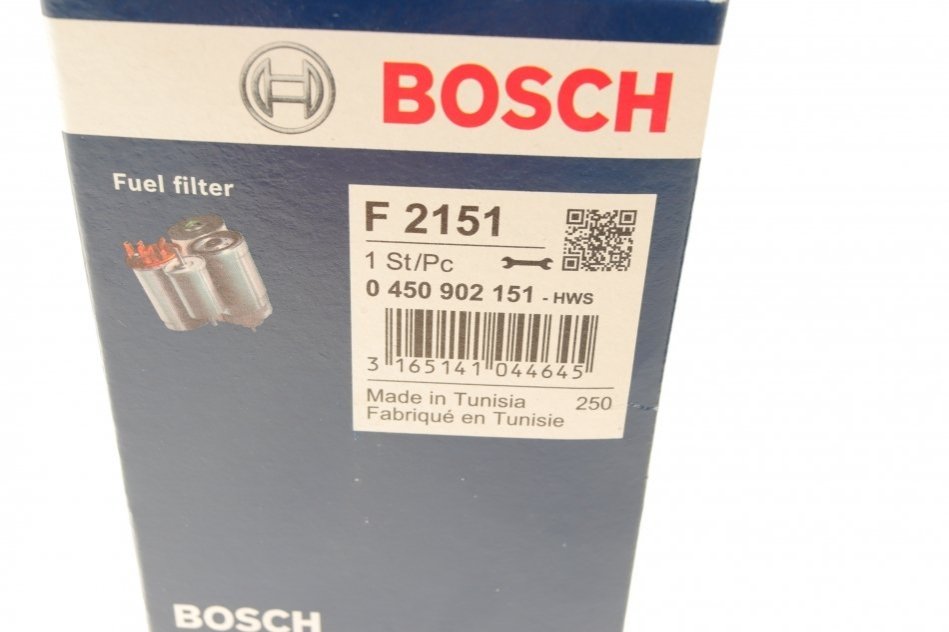 BOSCH
Fuel filter
F 2151
1 St/Pc
0 450 902 151 - HWS
3 165141 044645
Made in Tunisia 250
Fabriqué en Tunisie
BOSCH